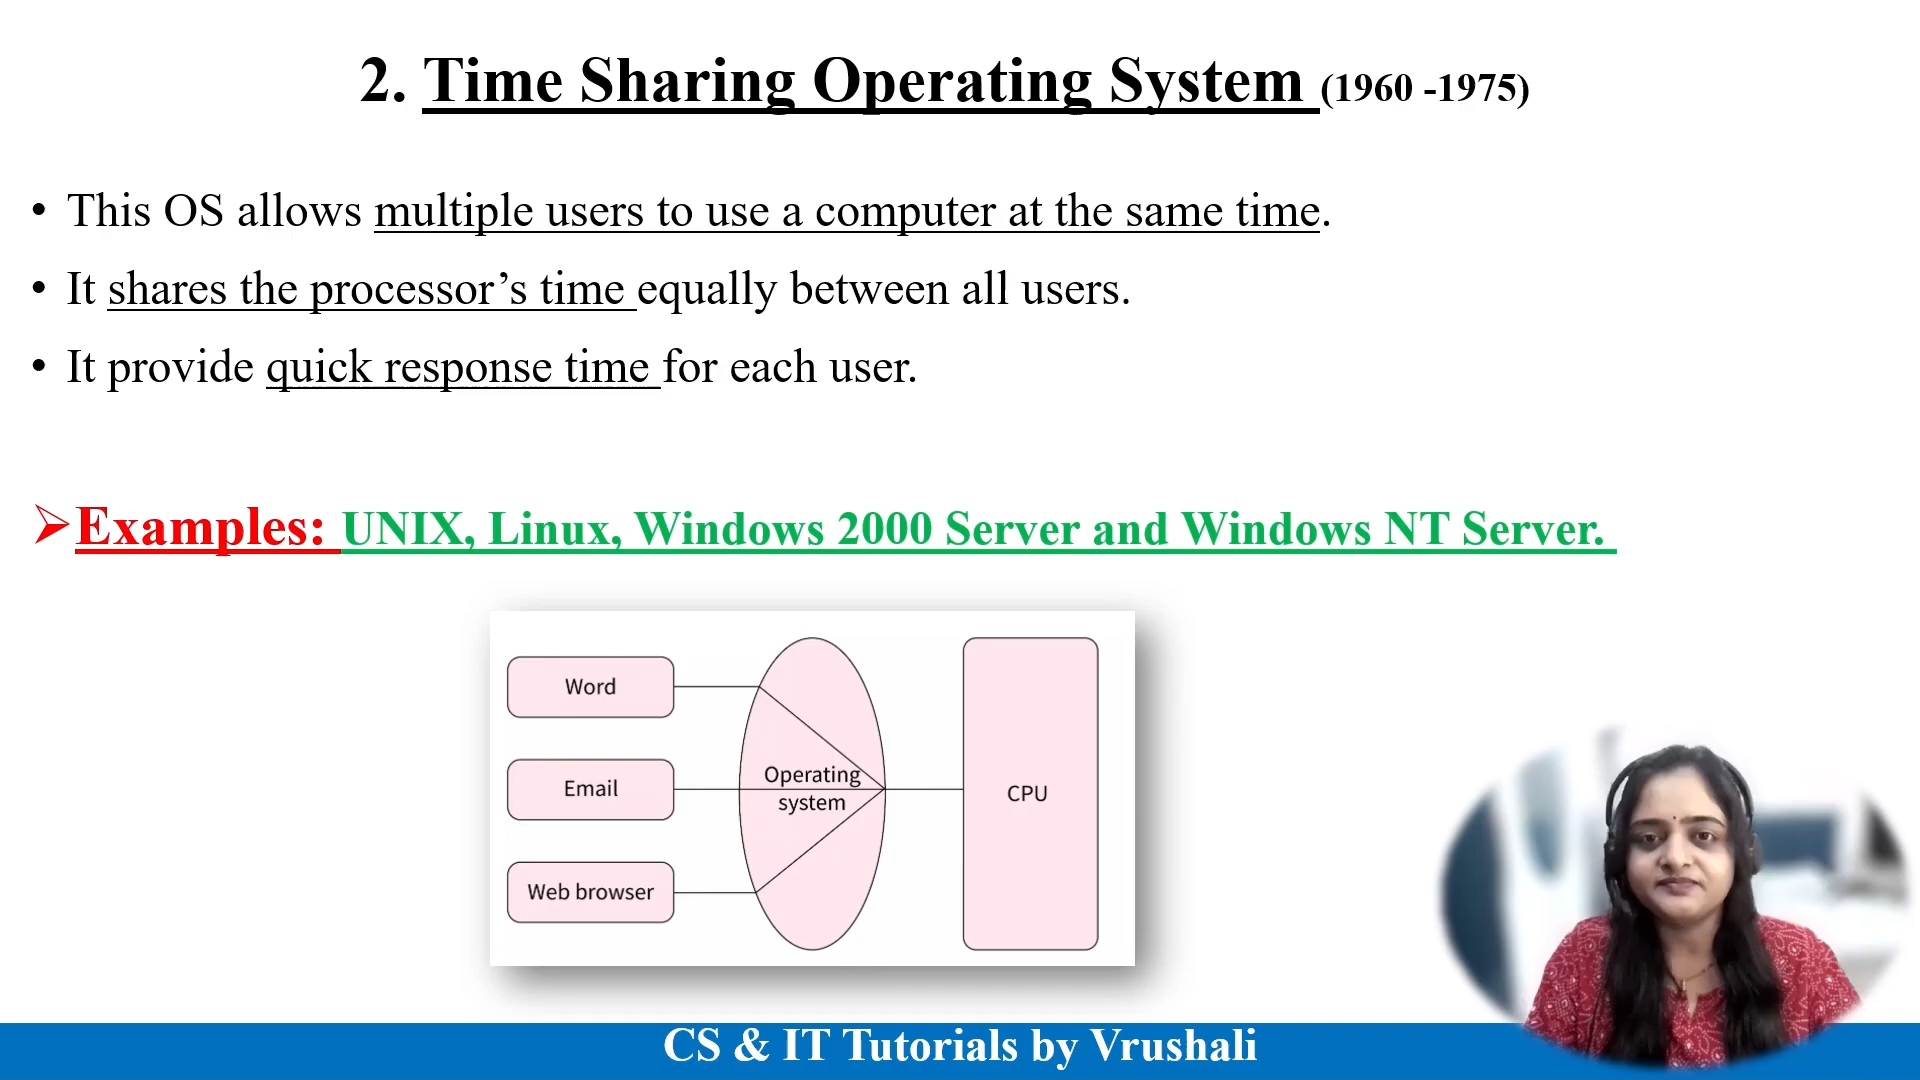 2. Time Sharing Operating System (1960 -1975)
• This OS allows multiple users to use a computer at the same time.
• It shares the processor’s time equally between all users.
• It provide quick response time for each user.
➢Examples: UNIX, Linux, Windows 2000 Server and Windows NT Server.
Word
Email
Web browser
Operating
system
CPU
CS & IT Tutorials by Vrushali